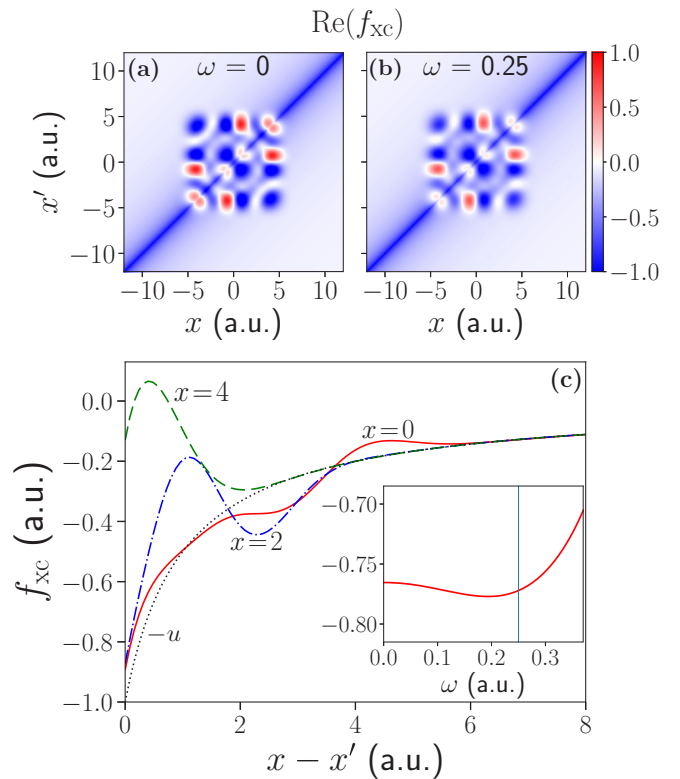 Re(f_xc)
(a) ω = 0
(b) ω = 0.25
x′ (a.u.)
10
5
0
−5
−10
−10 −5 0 5 10
x (a.u.)
−10 −5 0 5 10
x (a.u.)
1.0
0.5
0.0
−0.5
−1.0
(c)
f_xc (a.u.)
0.0
−0.2
−0.4
−0.6
−0.8
−1.0
x=4
x=0
x=2
−u
−0.70
−0.75
−0.80
0.0 0.1 0.2 0.3
ω (a.u.)
0 2 4 6 8
x − x′ (a.u.)